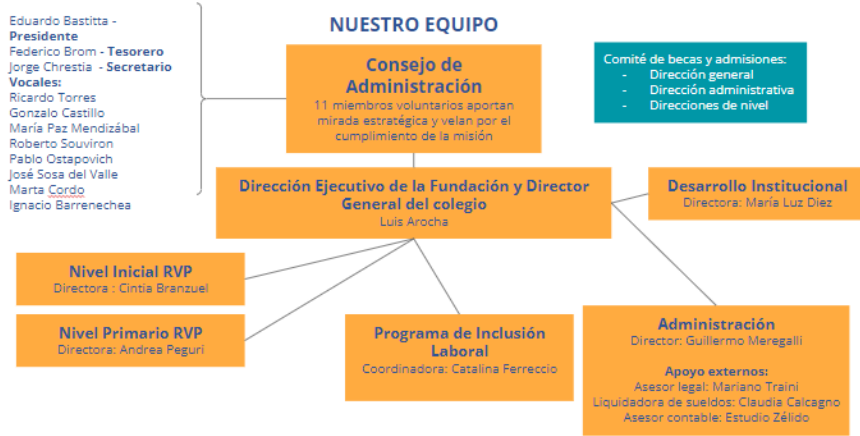 NUESTRO EQUIPO
Eduardo Bastitta -
Presidente
Federico Brom - Tesorero
Jorge Chrestia - Secretario
Vocales:
Ricardo Torres
Gonzalo Castillo
María Paz Mendizábal
Roberto Souviron
Pablo Ostapovich
José Sosa del Valle
Marta Cordo
Ignacio Barrenechea
Consejo de
Administración
11 miembros voluntarios aportan
mirada estratégica y velan por el
cumplimiento de la misión
Comité de becas y admisiones:
- Dirección general
- Dirección administrativa
- Direcciones de nivel
Dirección Ejecutivo de la Fundación y Director
General del colegio
Luis Arocha
Desarrollo Institucional
Directora: María Luz Diez
Nivel Inicial RVP
Directora : Cintia Branzuel
Nivel Primario RVP
Directora: Andrea Peguri
Programa de Inclusión
Laboral
Coordinadora: Catalina Ferreccio
Administración
Director: Guillermo Meregalli
Apoyo externos:
Asesor legal: Mariano Traini
Liquidadora de sueldos: Claudia Calcagno
Asesor contable: Estudio Zélido